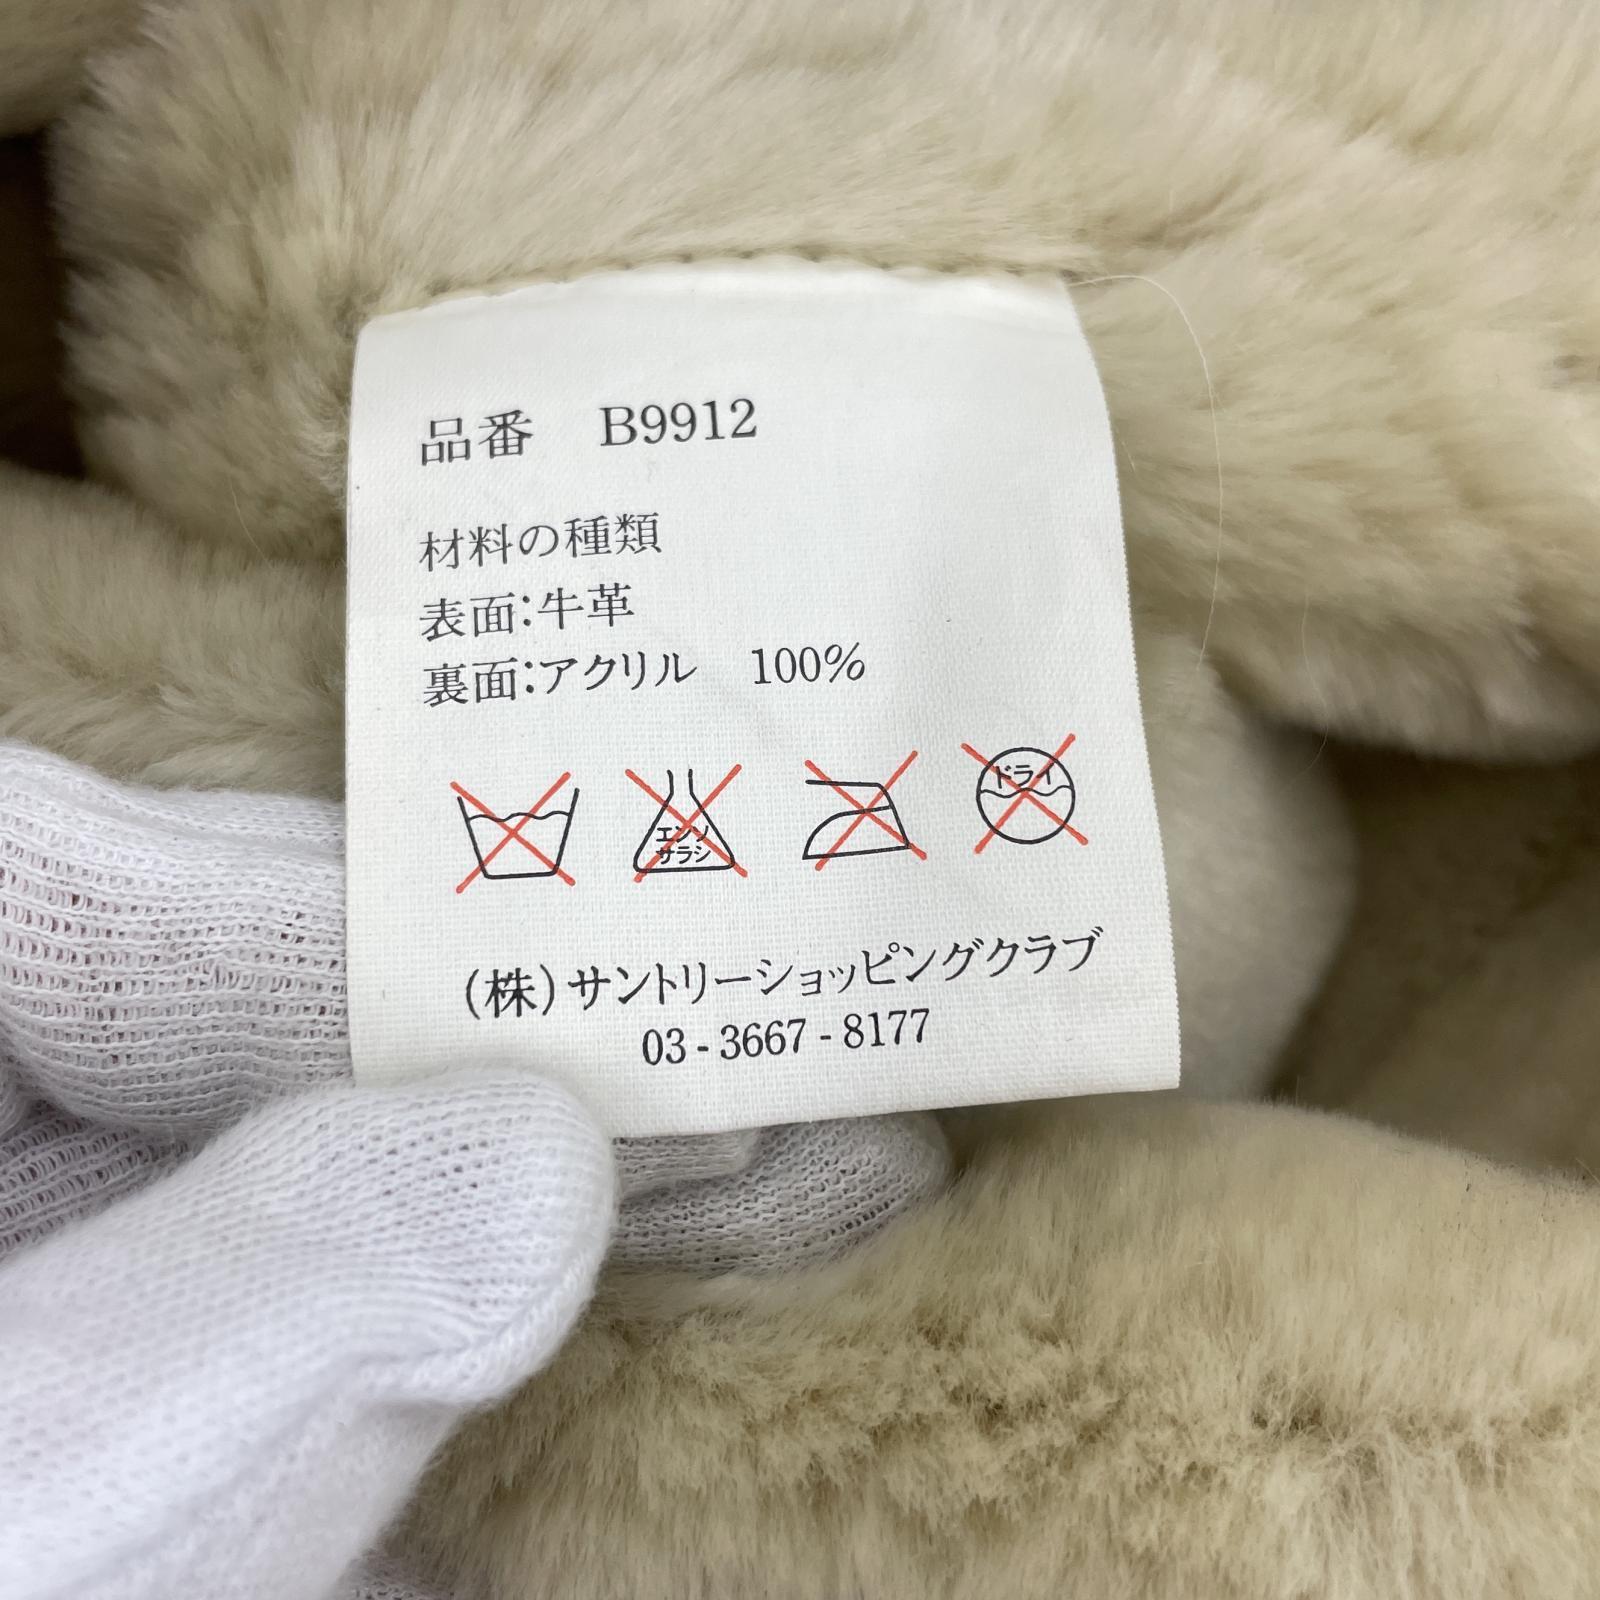 品番 B9912
材料の種類
表面:牛革
裏面:アクリル 100%
エンソ
サラシ
ドライ
(株)サントリーショッピングクラブ
03-3667-8177